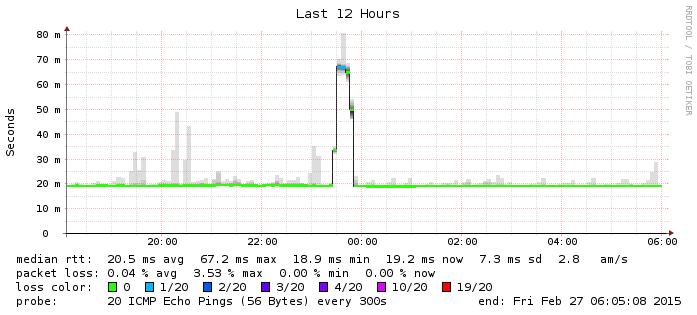 Last 12 Hours
RRDTOOL / TOBI OETIKER
Seconds
80 m
70 m
60 m
50 m
40 m
30 m
20 m
10 m
0
20:00 22:00 00:00 02:00 04:00 06:00
median rtt: 20.5 ms avg 67.2 ms max 18.9 ms min 19.2 ms now 7.3 ms sd 2.8 am/s
packet loss: 0.04 % avg 3.53 % max 0.00 % min 0.00 % now
loss color: 0 1/20 2/20 3/20 4/20 10/20 19/20
probe: 20 ICMP Echo Pings (56 Bytes) every 300s end: Fri Feb 27 06:05:08 2015